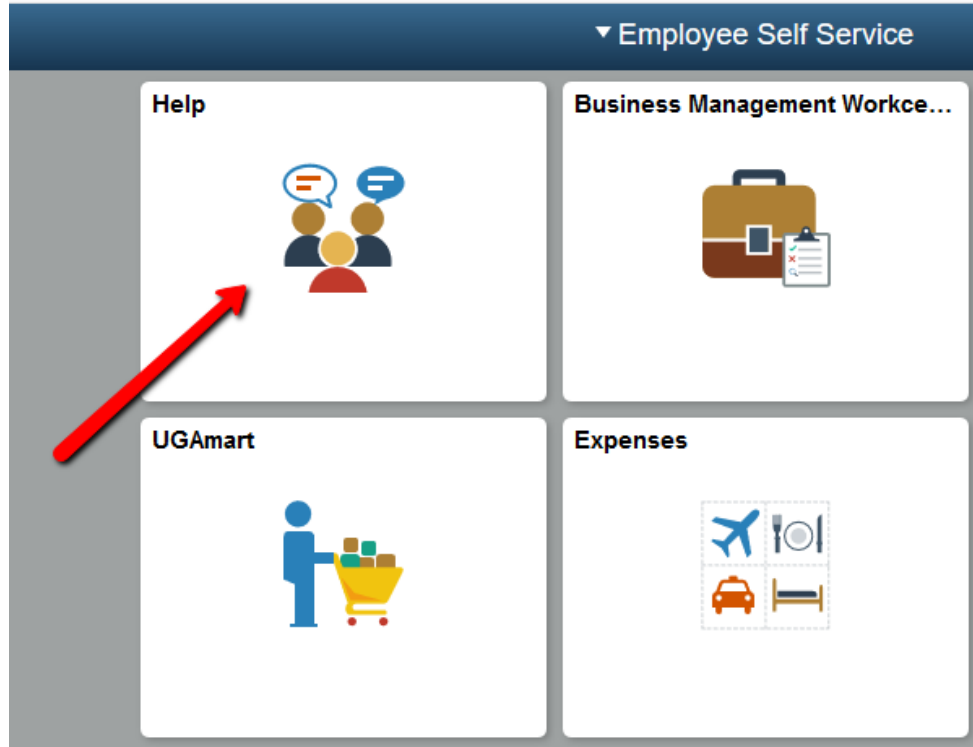 Employee Self Service
Help
Business Management Workce...
UGAmart
Expenses